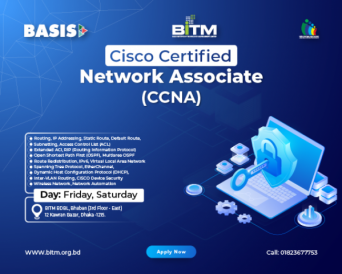 BASIS
BITM
Cisco Certified
Network Associate
(CCNA)
Routing, IP Addressing, Static Route, Default Route,
Subnetting, Access Control List (ACL)
Extended ACL, RIP (Routing Information Protocol)
Open Shortest Path First (OSPF), Multiarea OSPF
Route Redistribution, IPv6, Virtual Local Area Network
Spanning Tree Protocol, EtherChannel,
Dynamic Host Configuration Protocol (DHCP),
Inter-VLAN Routing, CISCO Device Security
Wireless Network, Network Automation
Day: Friday, Saturday
BITM BDBL, Bhaban (3rd Floor - East)
12 Kawran Bazar, Dhaka -1215.
www.bitm.org.bd
Apply Now
Call: 01823677753